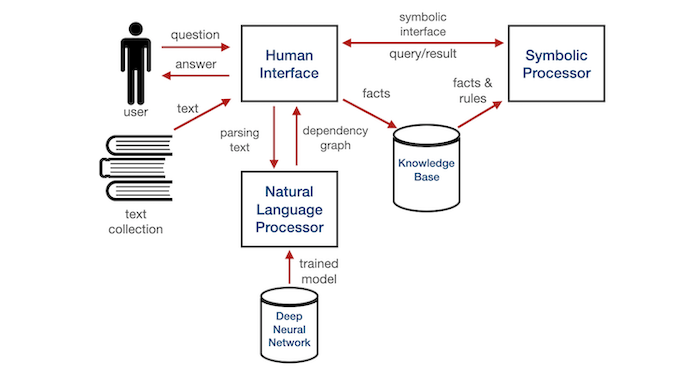 question
answer
user
text
text
collection
Human
Interface
symbolic
interface
query/result
Symbolic
Processor
facts
facts &
rules
Knowledge
Base
parsing
text
dependency
graph
Natural
Language
Processor
trained
model
Deep
Neural
Network